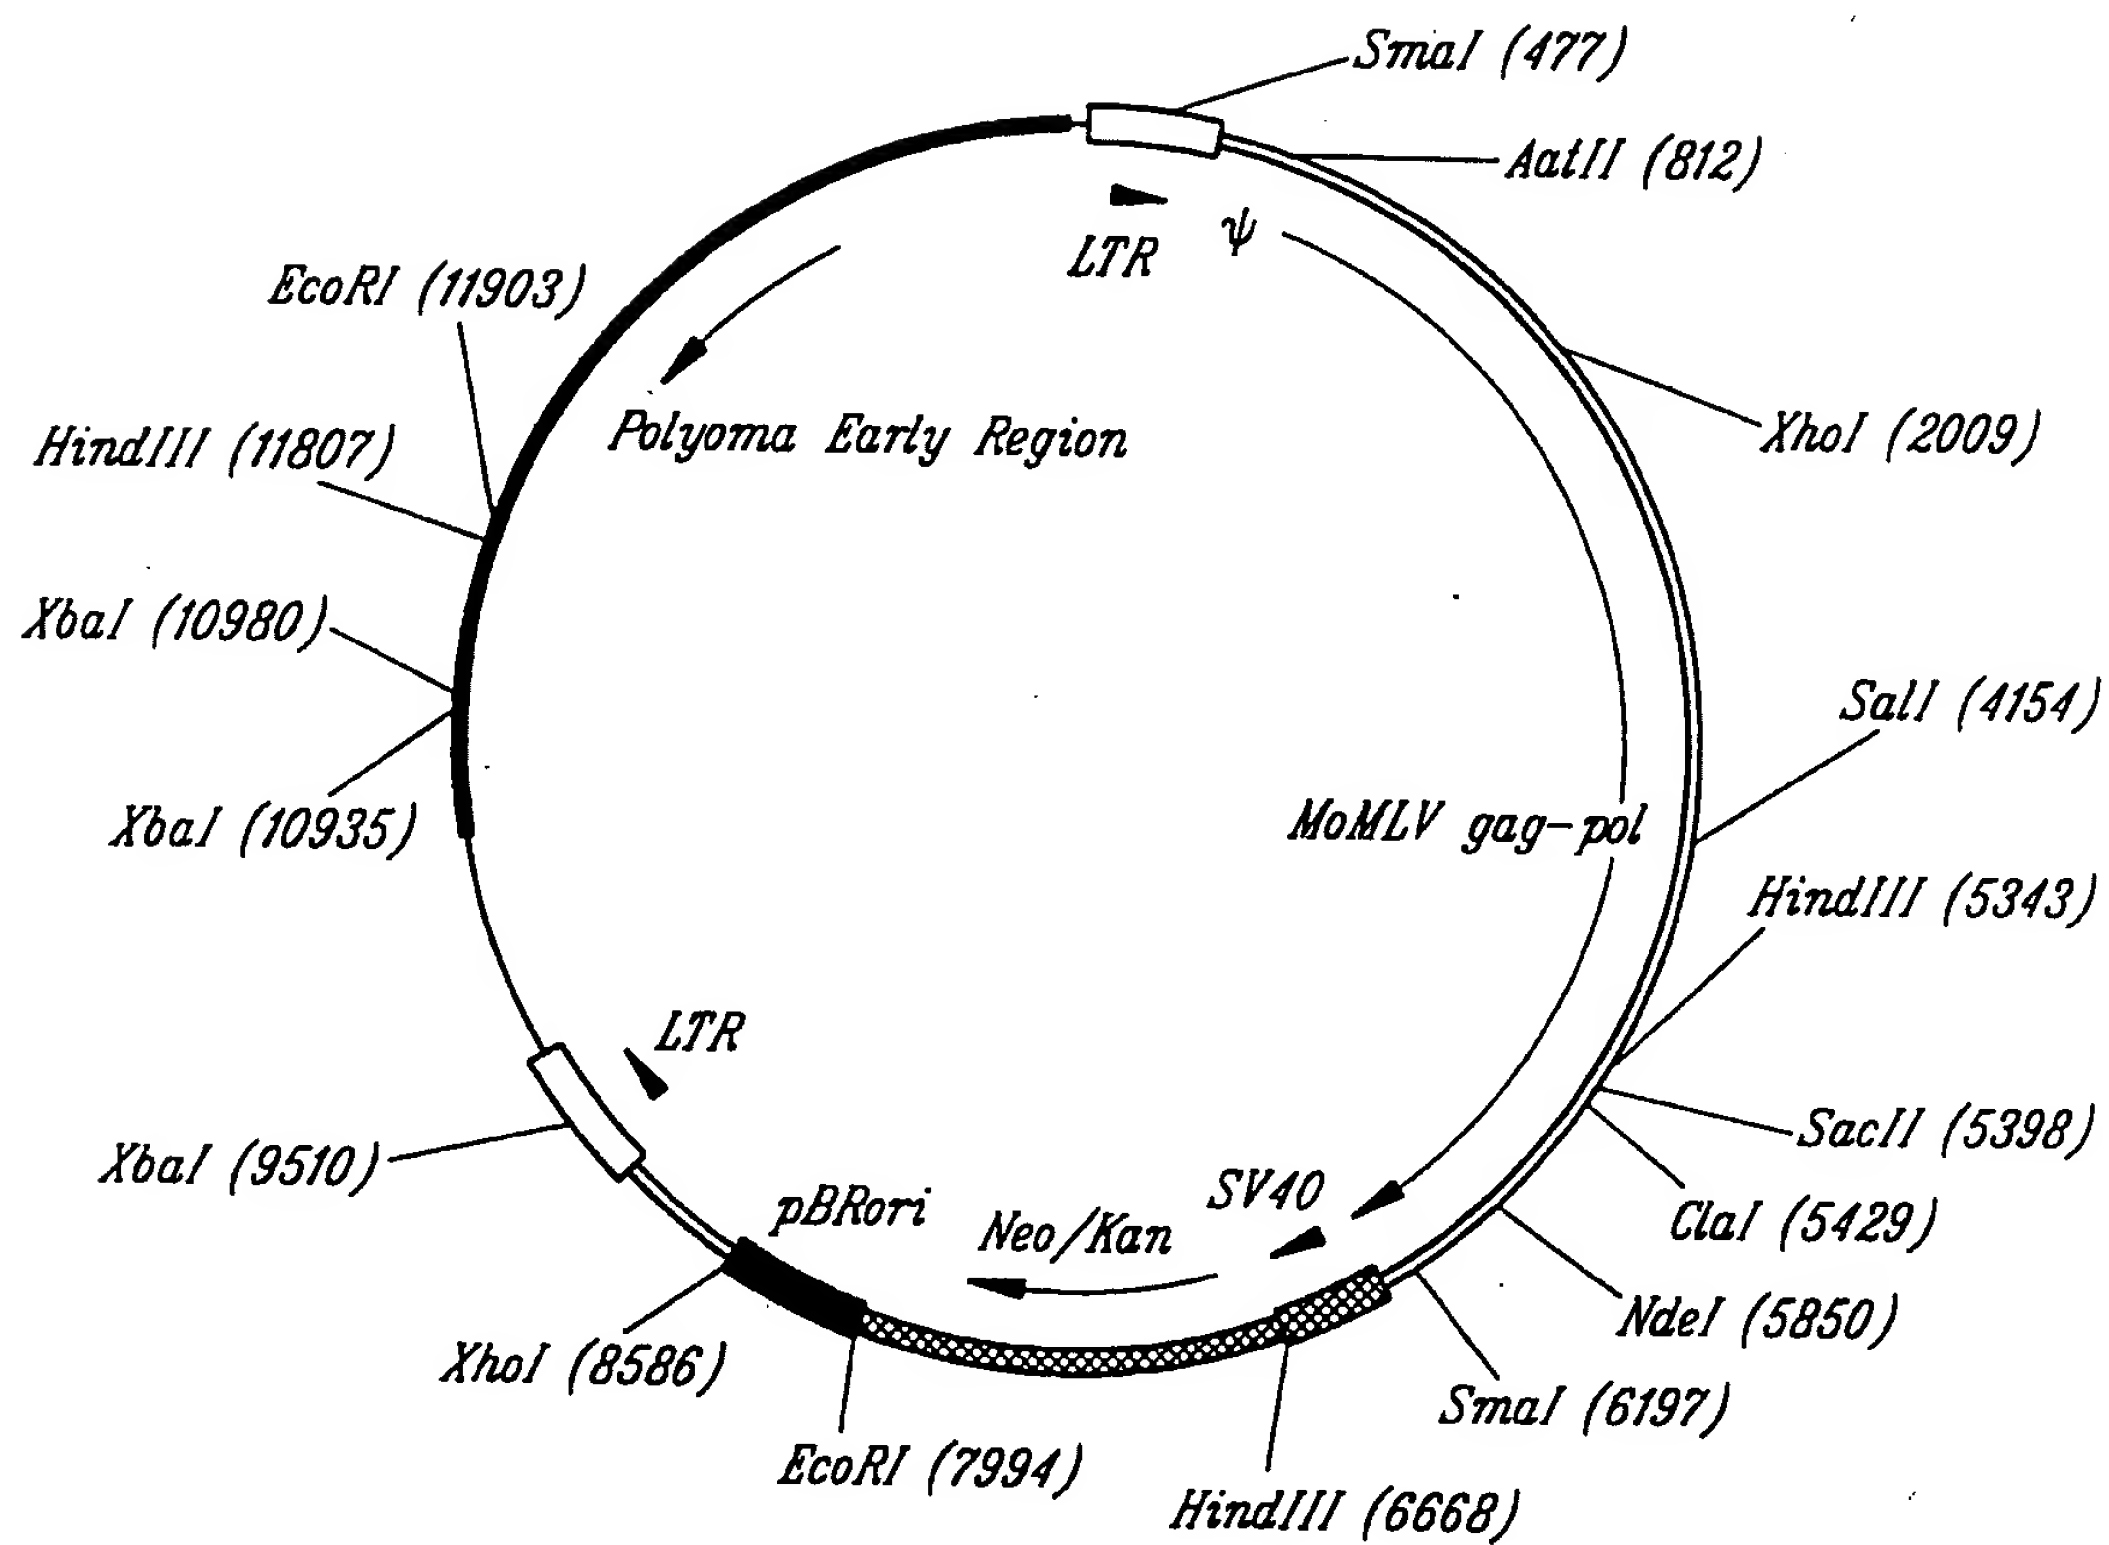 SmaI (477)
AatII (812)
LTR
ψ
EcoRI (11903)
HindIII (11807)
Polyoma Early Region
XhoI (2009)
XbaI (10980)
SalI (4154)
XbaI (10935)
MoMLV gag-pol
HindIII (5343)
LTR
SacII (5398)
XbaI (9510)
pBRori
Neo/Kan
SV40
ClaI (5429)
NdeI (5850)
XhoI (8586)
SmaI (6197)
EcoRI (7994)
HindIII (6668)